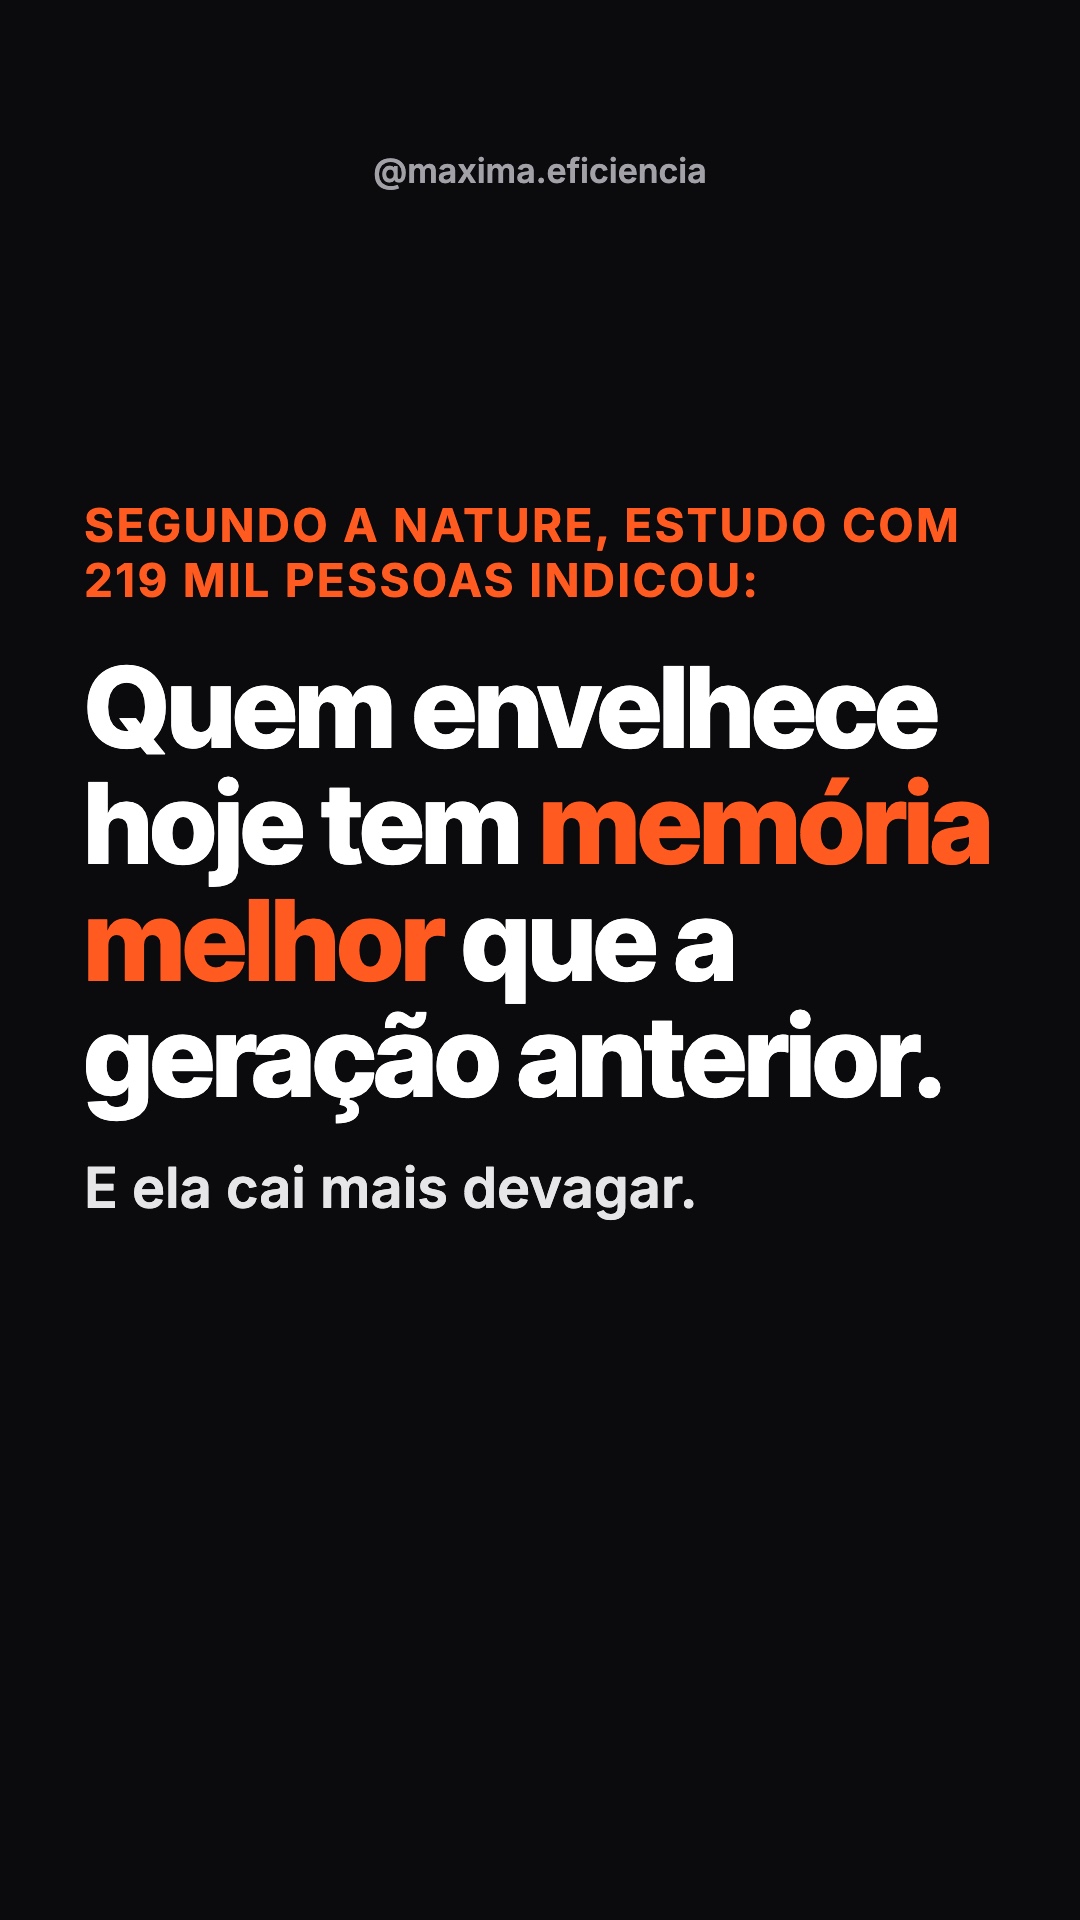 @maxima.eficiencia
SEGUNDO A NATURE, ESTUDO COM
219 MIL PESSOAS INDICOU:
Quem envelhece
hoje tem memória
melhor que a
geração anterior.
E ela cai mais devagar.